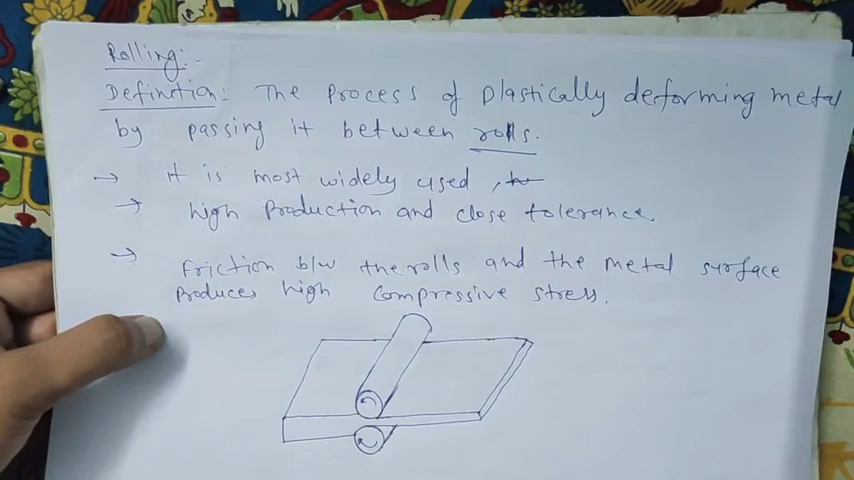 Rolling:-
Definition: The process of plastically deforming metal
by passing it between rolls.
→ It is most widely used,
→ high production and close tolerance.
→ Friction b/w the rolls and the metal surface
produces high compressive stress.